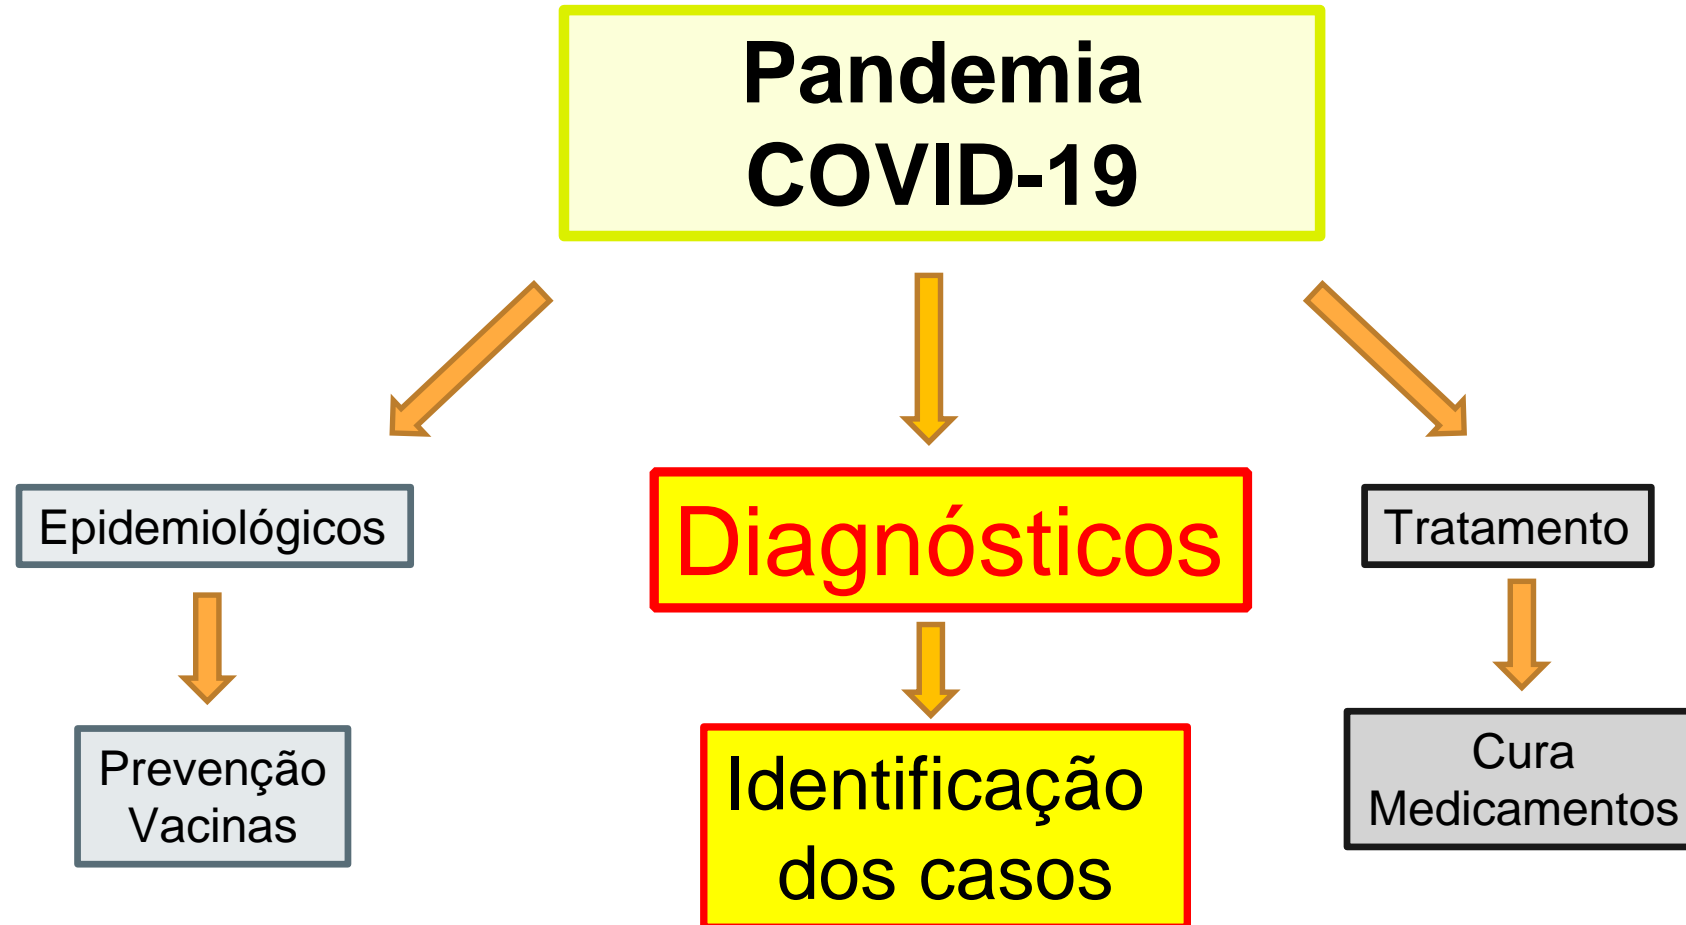 Pandemia
COVID-19
Epidemiológicos
Diagnósticos
Tratamento
Prevenção
Vacinas
Identificação
dos casos
Cura
Medicamentos